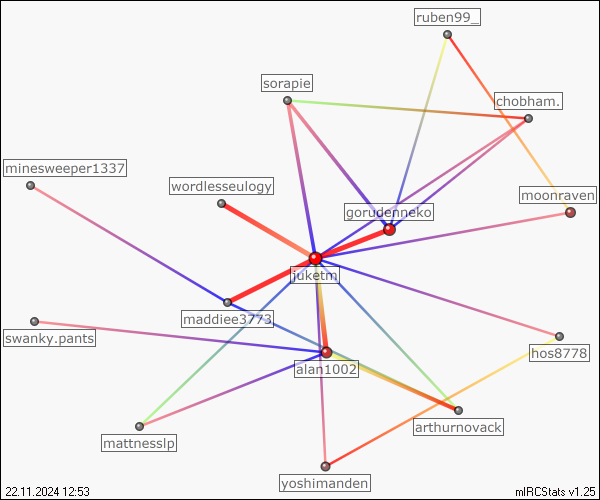 ruben99_
sorapie
chobham.
minesweeper1337
wordlesseulogy
moonraven
gorudenneko
juketm
maddiee3773
swanky.pants
hos8778
alan1002
arthurnovack
mattnesslp
yoshimanden
22.11.2024 12:53
mIRCStats v1.25